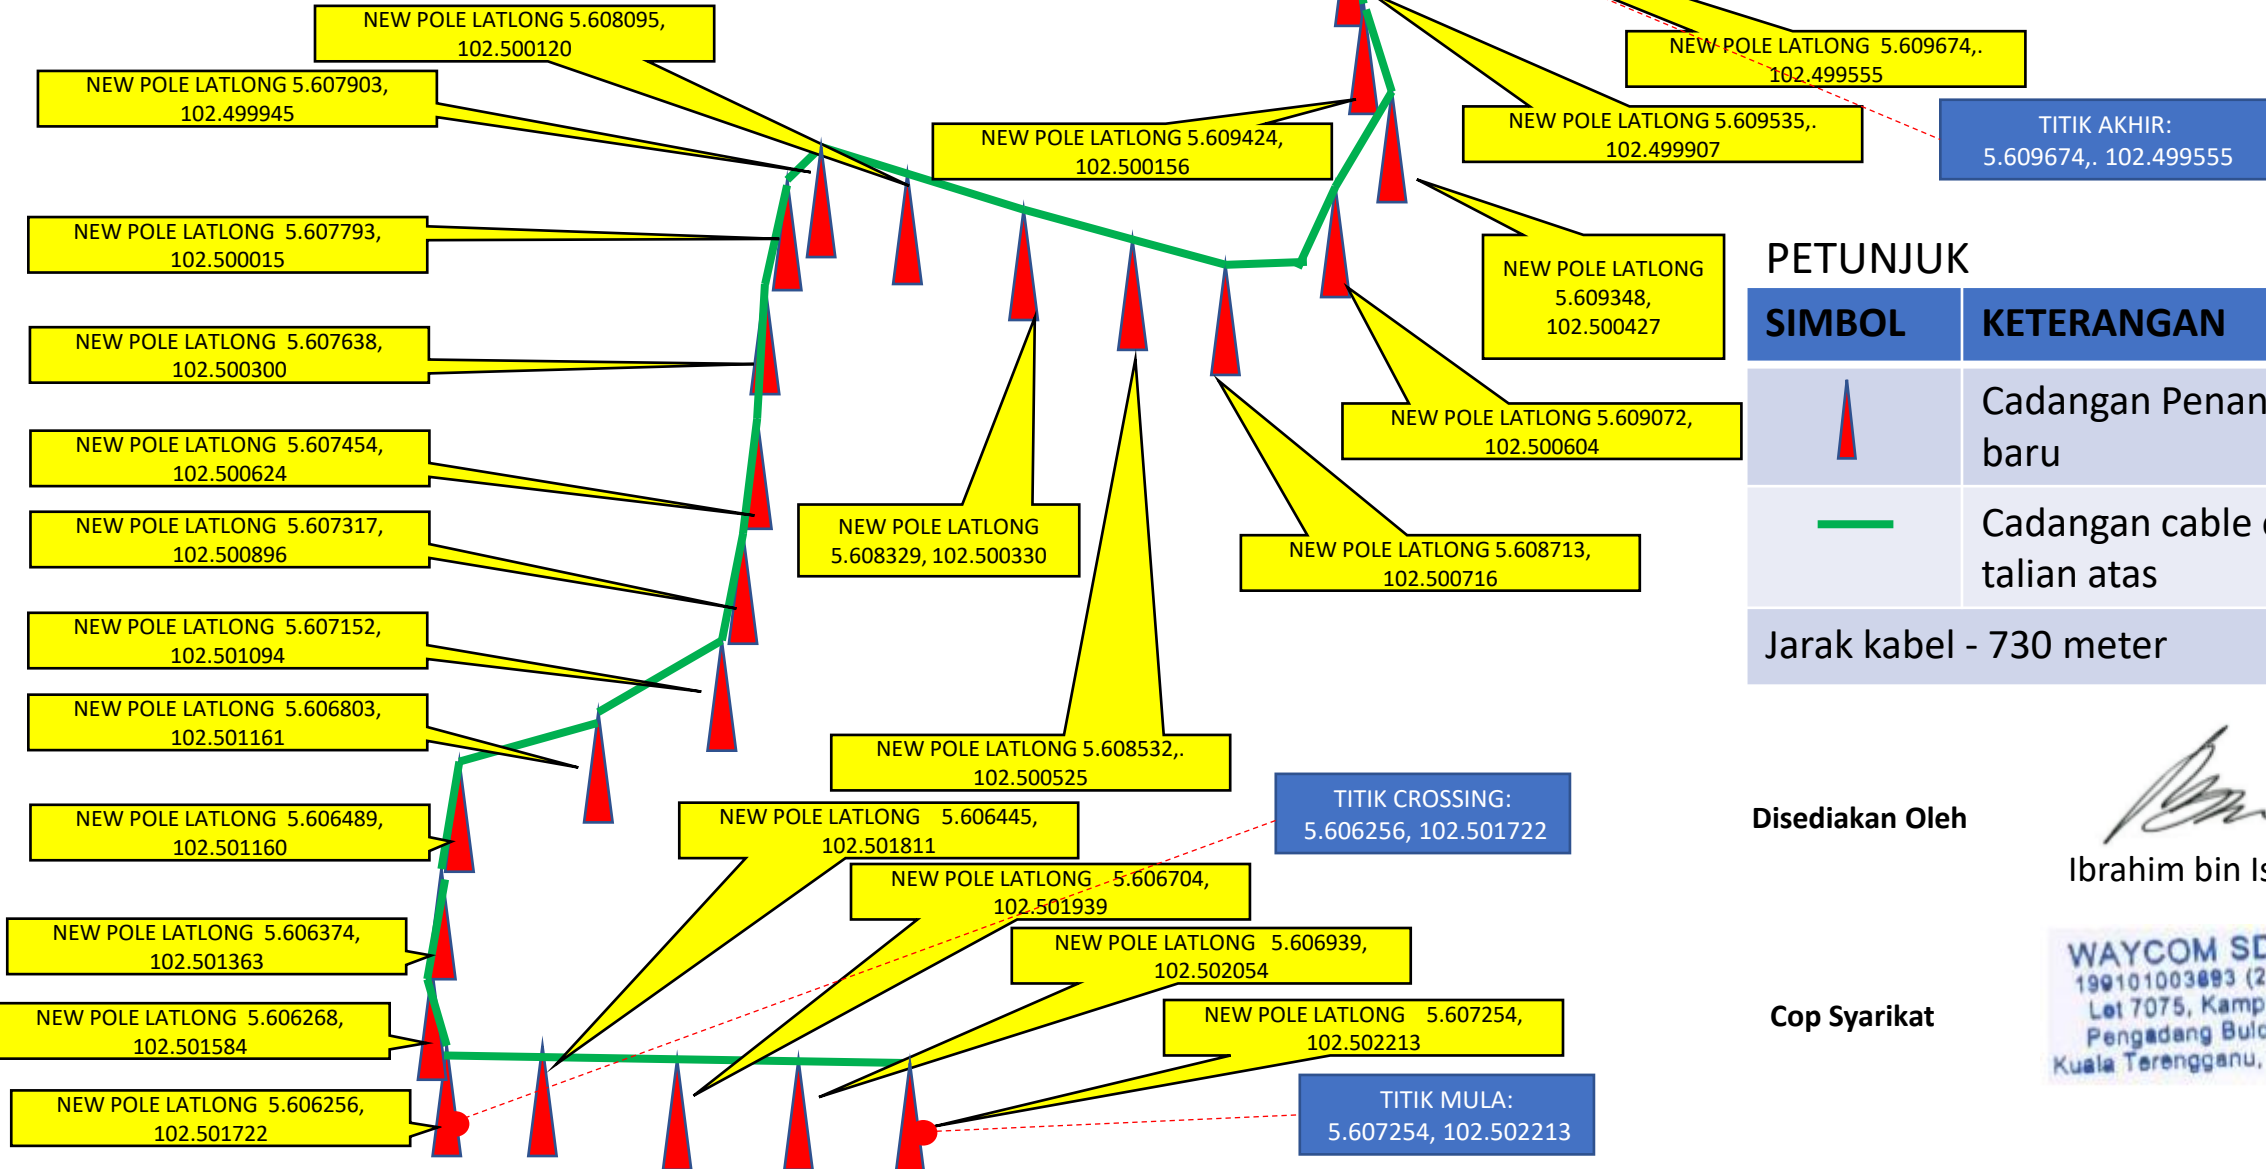 NEW POLE LATLONG 5.608095,
102.500120
NEW POLE LATLONG 5.607903,
102.499945
NEW POLE LATLONG 5.607793,
102.500015
NEW POLE LATLONG 5.607638,
102.500300
NEW POLE LATLONG 5.607454,
102.500624
NEW POLE LATLONG 5.607317,
102.500896
NEW POLE LATLONG 5.607152,
102.501094
NEW POLE LATLONG 5.606803,
102.501161
NEW POLE LATLONG 5.606489,
102.501160
NEW POLE LATLONG 5.606374,
102.501363
NEW POLE LATLONG 5.606268,
102.501584
NEW POLE LATLONG 5.606256,
102.501722
NEW POLE LATLONG 5.609424,
102.500156
NEW POLE LATLONG
5.608329, 102.500330
NEW POLE LATLONG 5.608532,.
102.500525
NEW POLE LATLONG 5.606445,
102.501811
NEW POLE LATLONG 5.606704,
102.501939
NEW POLE LATLONG 5.606939,
102.502054
NEW POLE LATLONG 5.607254,
102.502213
TITIK CROSSING:
5.606256, 102.501722
TITIK MULA:
5.607254, 102.502213
NEW POLE LATLONG 5.609674,.
102.499555
NEW POLE LATLONG 5.609535,.
102.499907
TITIK AKHIR:
5.609674,. 102.499555
NEW POLE LATLONG
5.609348,
102.500427
NEW POLE LATLONG 5.609072,
102.500604
NEW POLE LATLONG 5.608713,
102.500716
PETUNJUK
SIMBOL KETERANGAN
Cadangan Penan
baru
Cadangan cable
talian atas
Jarak kabel - 730 meter
Disediakan Oleh
Ibrahim bin Is
Cop Syarikat
WAYCOM SD
199101003693 (2
Lot 7075, Kamp
Pengadang Bulu
Kuala Terengganu,